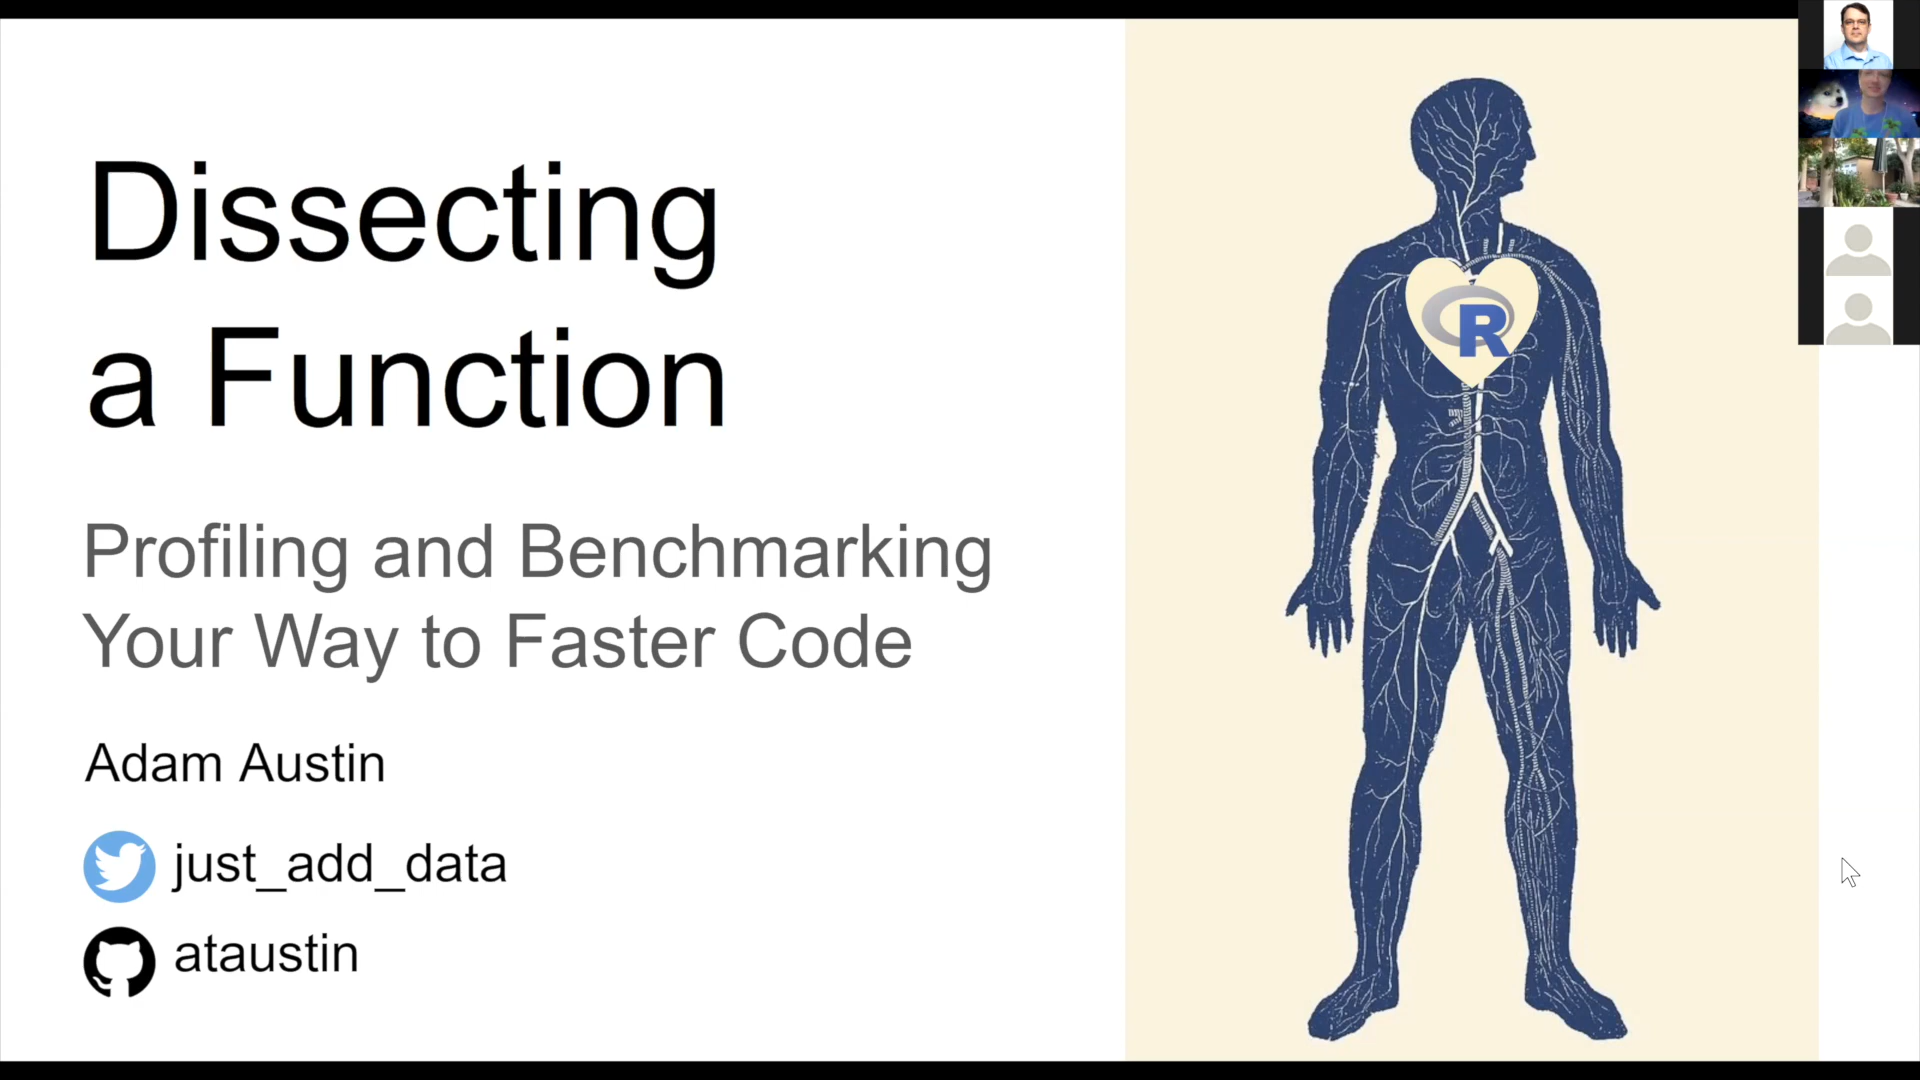 Dissecting
a Function
Profiling and Benchmarking
Your Way to Faster Code
Adam Austin
just_add_data
ataustin
R